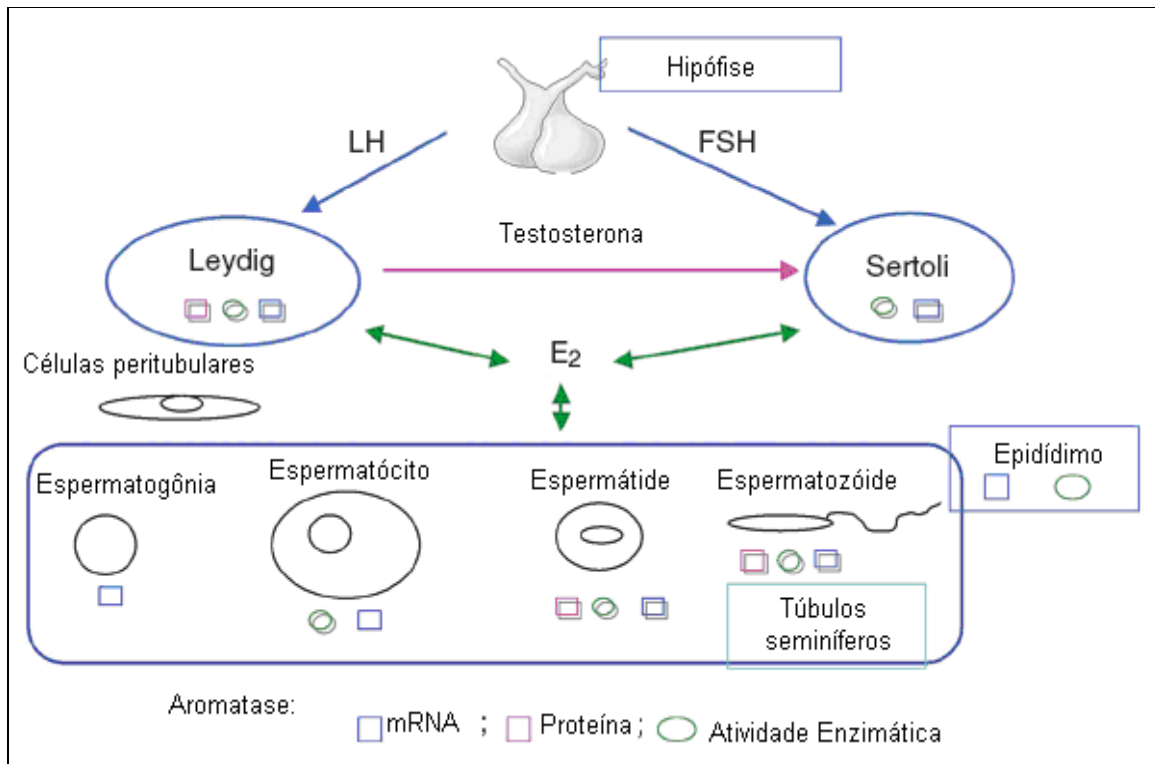 Hipófise
LH
FSH
Testosterona
Leydig
Sertoli
E2
Células peritubulares
Espermatogônia
Espermatócito
Espermátide
Espermatozóide
Epidídimo
Túbulos
seminíferos
Aromatase:
mRNA ; Proteína ; Atividade Enzimática